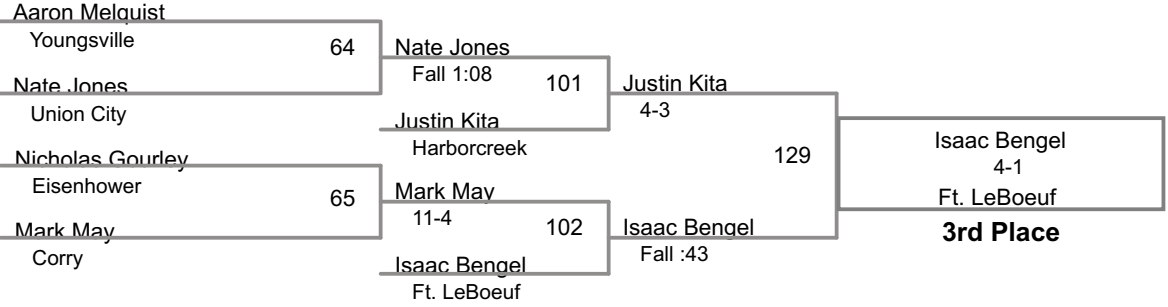 Aaron Melquist
Youngsville
64
Nate Jones
Union City
Nicholas Gourley
Eisenhower
65
Mark May
Corry
Nate Jones
Fall 1:08
101
Justin Kita
Harborcreek
Mark May
11-4
102
Isaac Bengel
Ft. LeBoeuf
Justin Kita
4-3
129
Isaac Bengel
Fall :43
Isaac Bengel
4-1
Ft. LeBoeuf
3rd Place